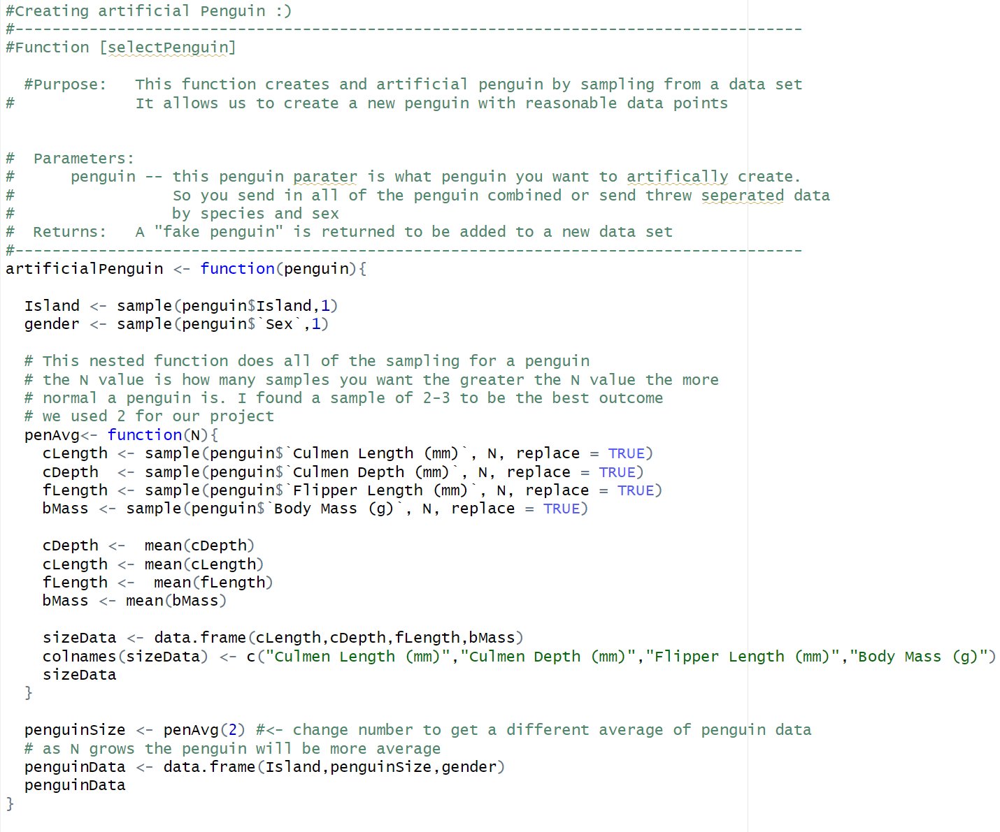 #Creating artificial Penguin :)
#-------------------------------------------------------------------------------------
#Function [selectPenguin]
  #Purpose:   This function creates and artificial penguin by sampling from a data set
#             It allows us to create a new penguin with reasonable data points
#  Parameters:
#      penguin -- this penguin parater is what penguin you want to artifically create.
#                 So you send in all of the penguin combined or send threw seperated data
#                 by species and sex
#  Returns:   A "fake penguin" is returned to be added to a new data set
#-------------------------------------------------------------------------------------
artificialPenguin <- function(penguin){
  Island <- sample(penguin$Island,1)
  gender <- sample(penguin$`Sex`,1)
  # This nested function does all of the sampling for a penguin
  # the N value is how many samples you want the greater the N value the more
  # normal a penguin is. I found a sample of 2-3 to be the best outcome
  # we used 2 for our project
  penAvg<- function(N){
    cLength <- sample(penguin$`Culmen Length (mm)`, N, replace = TRUE)
    cDepth  <- sample(penguin$`Culmen Depth (mm)`, N, replace = TRUE)
    fLength <- sample(penguin$`Flipper Length (mm)`, N, replace = TRUE)
    bMass <- sample(penguin$`Body Mass (g)`, N, replace = TRUE)
    cDepth <-  mean(cDepth)
    cLength <- mean(cLength)
    fLength <-  mean(fLength)
    bMass <- mean(bMass)
    sizeData <- data.frame(cLength,cDepth,fLength,bMass)
    colnames(sizeData) <- c("Culmen Length (mm)","Culmen Depth (mm)","Flipper Length (mm)","Body Mass (g)")
    sizeData
  }
  penguinSize <- penAvg(2) #<- change number to get a different average of penguin data
  # as N grows the penguin will be more average
  penguinData <- data.frame(Island,penguinSize,gender)
  penguinData
}